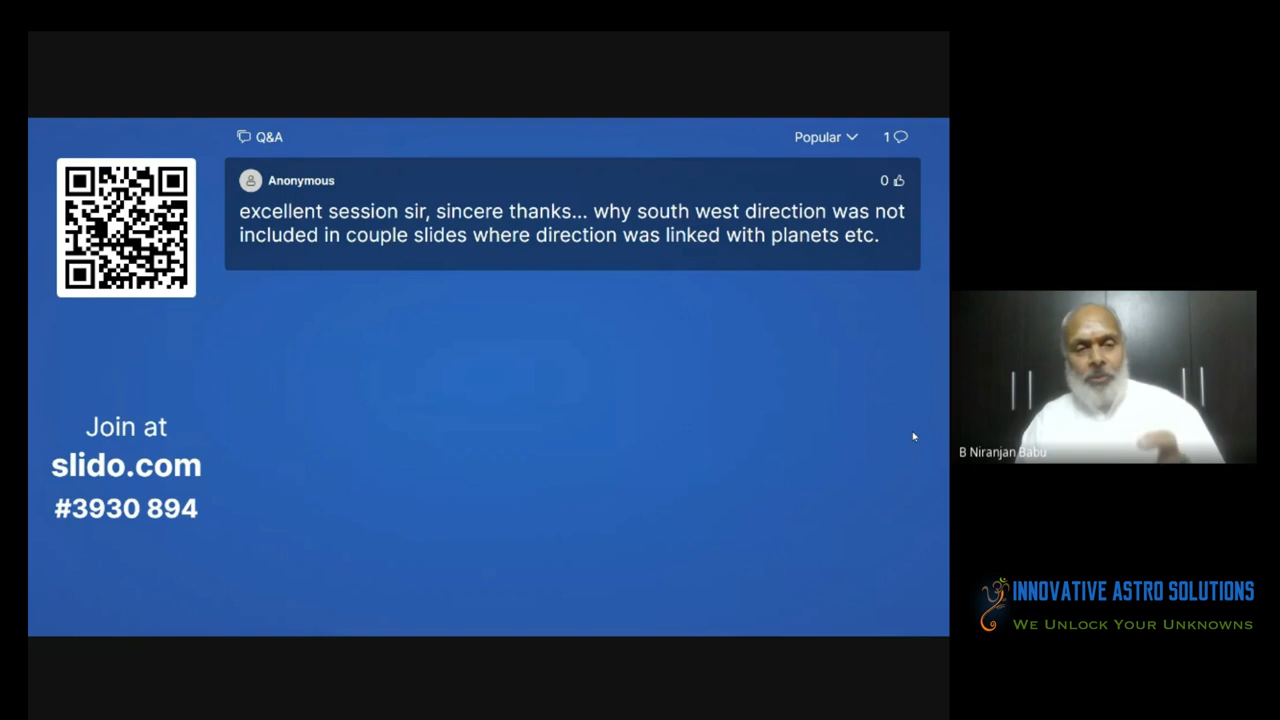 Q&A
Popular
1
Anonymous
0
excellent session sir, sincere thanks... why south west direction was not
included in couple slides where direction was linked with planets etc.
Join at
slido.com
#3930 894
B Niranjan Babu
INNOVATIVE ASTRO SOLUTIONS
WE UNLOCK YOUR UNKNOWNS